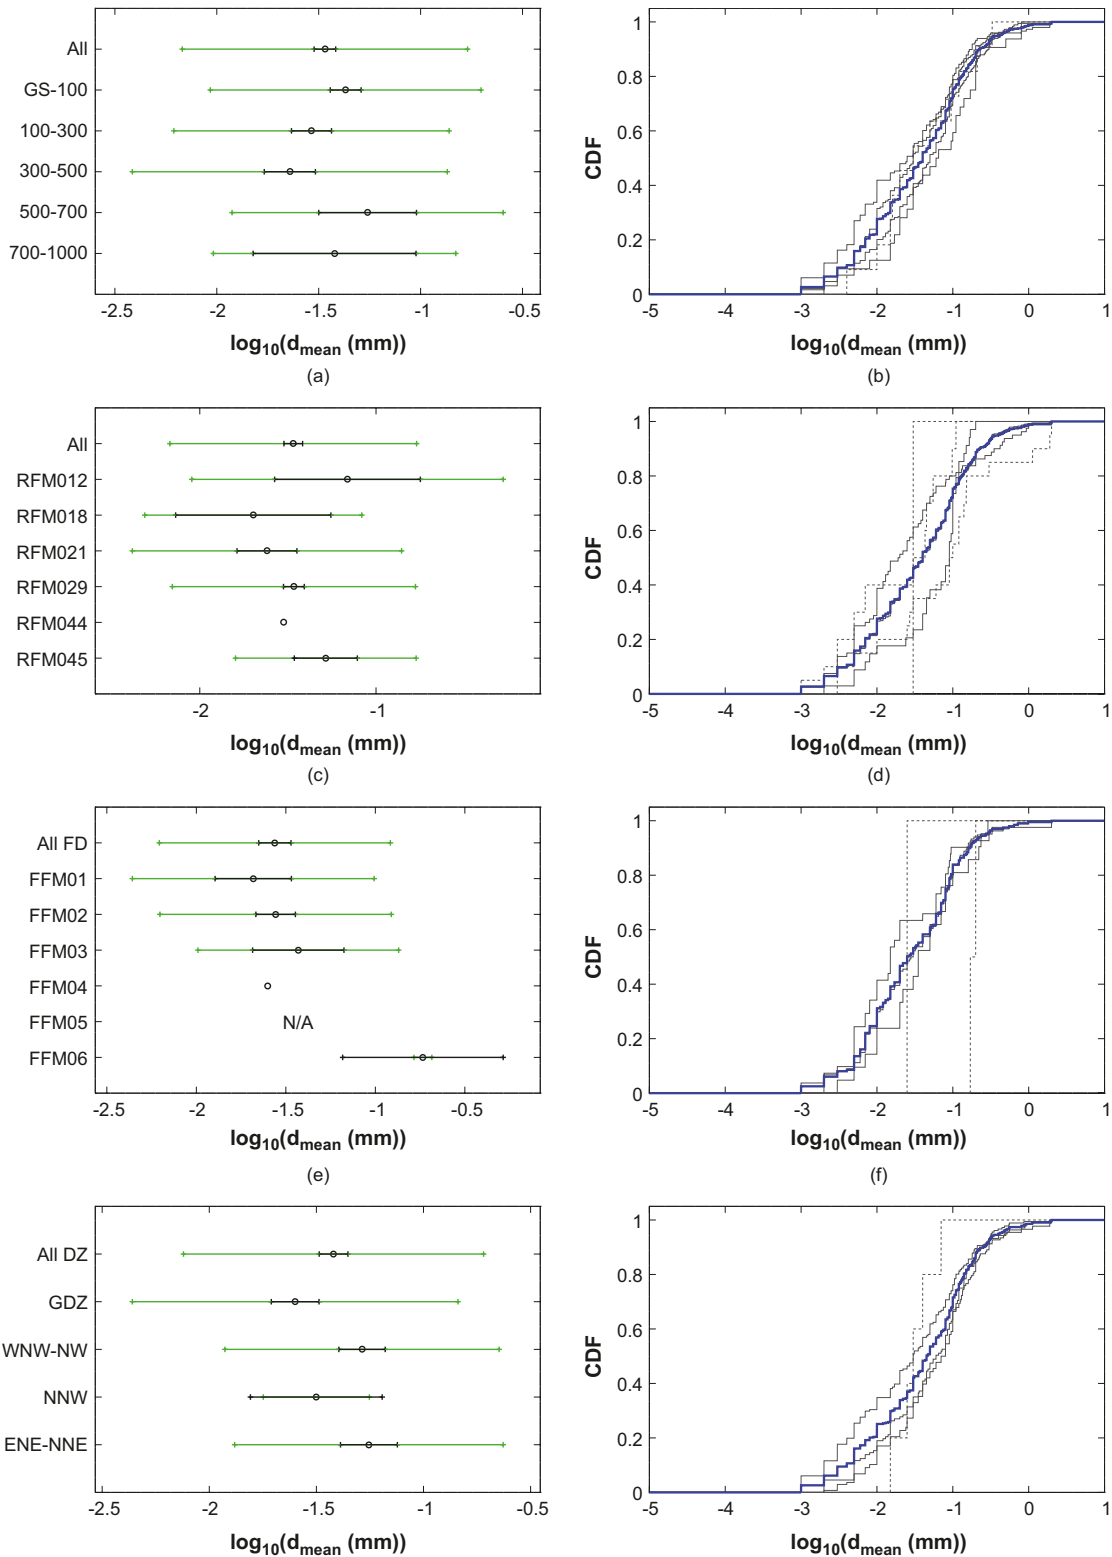 All
GS-100
100-300
300-500
500-700
700-1000
-2.5 -2 -1.5 -1 -0.5
log10(dmean (mm))
(a)
CDF
1
0.8
0.6
0.4
0.2
0
-5 -4 -3 -2 -1 0 1
log10(dmean (mm))
(b)
All
RFM012
RFM018
RFM021
RFM029
RFM044
RFM045
-2 -1
log10(dmean (mm))
(c)
CDF
1
0.8
0.6
0.4
0.2
0
-5 -4 -3 -2 -1 0 1
log10(dmean (mm))
(d)
All FD
FFM01
FFM02
FFM03
FFM04
FFM05 N/A
FFM06
-2.5 -2 -1.5 -1 -0.5
log10(dmean (mm))
(e)
CDF
1
0.8
0.6
0.4
0.2
0
-5 -4 -3 -2 -1 0 1
log10(dmean (mm))
(f)
All DZ
GDZ
WNW-NW
NNW
ENE-NNE
-2.5 -2 -1.5 -1 -0.5
log10(dmean (mm))
CDF
1
0.8
0.6
0.4
0.2
0
-5 -4 -3 -2 -1 0 1
log10(dmean (mm))